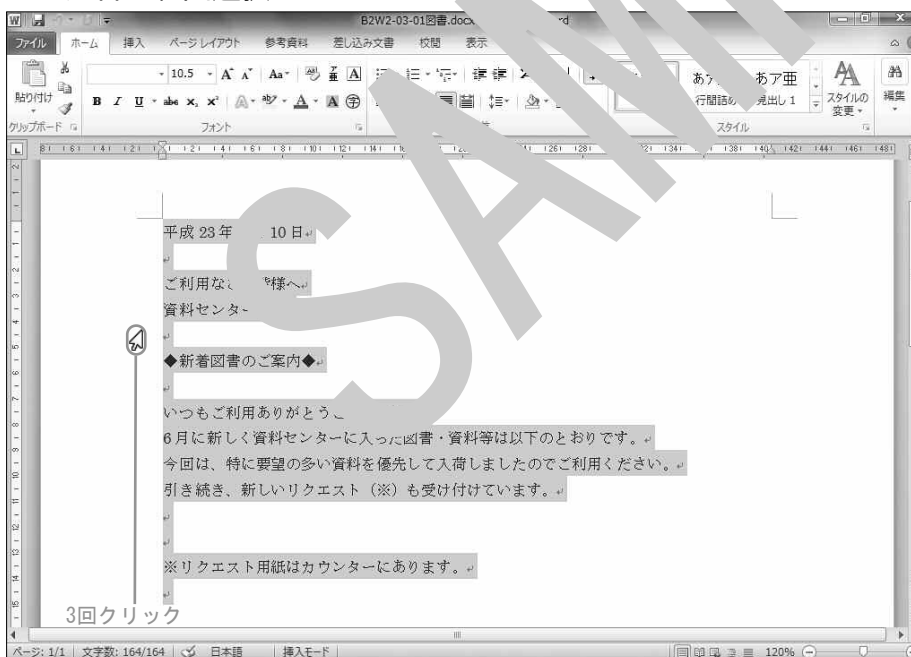 B2W2-03-01図書.docx
ファイル ホーム 挿入 ページ レイアウト 参考資料 差し込み文書 校閲 表示
10.5
貼り付け
行間詰め 見出し 1
スタイルの変更
編集
クリップボード フォント スタイル
平成 23 年 10 日
ご利用な 様へ
資料センター
◆新着図書のご案内◆
いつもご利用ありがとう
6月に新しく資料センターに入った図書・資料等は以下のとおりです。
今回は、特に要望の多い資料を優先して入荷しましたのでご利用ください。
引き続き、新しいリクエスト(※)も受け付けています。
※リクエスト用紙はカウンターにあります。
3回クリック
ページ: 1/1 文字数: 164/164 日本語 挿入モード 120%
SAM